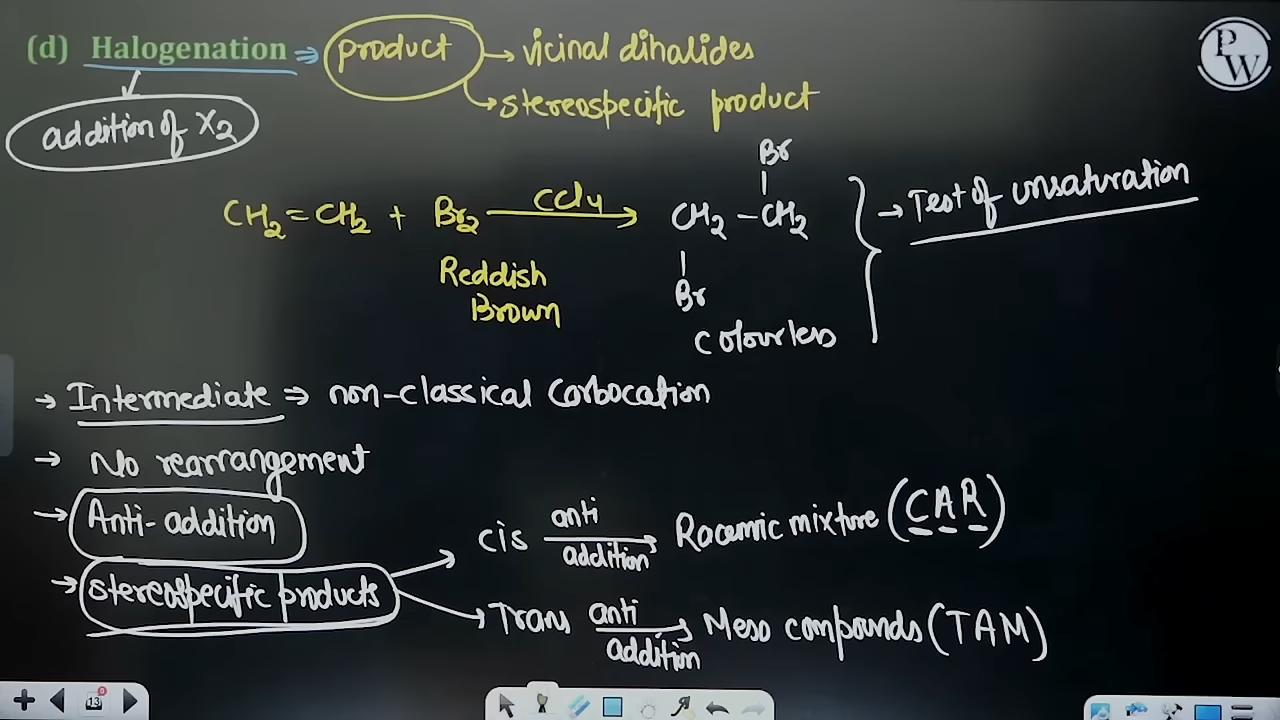 (d) Halogenation ⇒ product → vicinal dihalides
→ stereospecific product
addition of X₂
PW
Br
CH₂=CH₂ + Br₂ CCl₄ → CH₂ – CH₂ → Test of unsaturation
Reddish Brown
Br
Colourless
→ Intermediate ⇒ non-classical Carbocation
→ No rearrangement
→ Anti-addition
cis anti addition → Racemic mixture (CAR)
→ stereospecific products
Trans anti addition → Meso compounds (TAM)
13